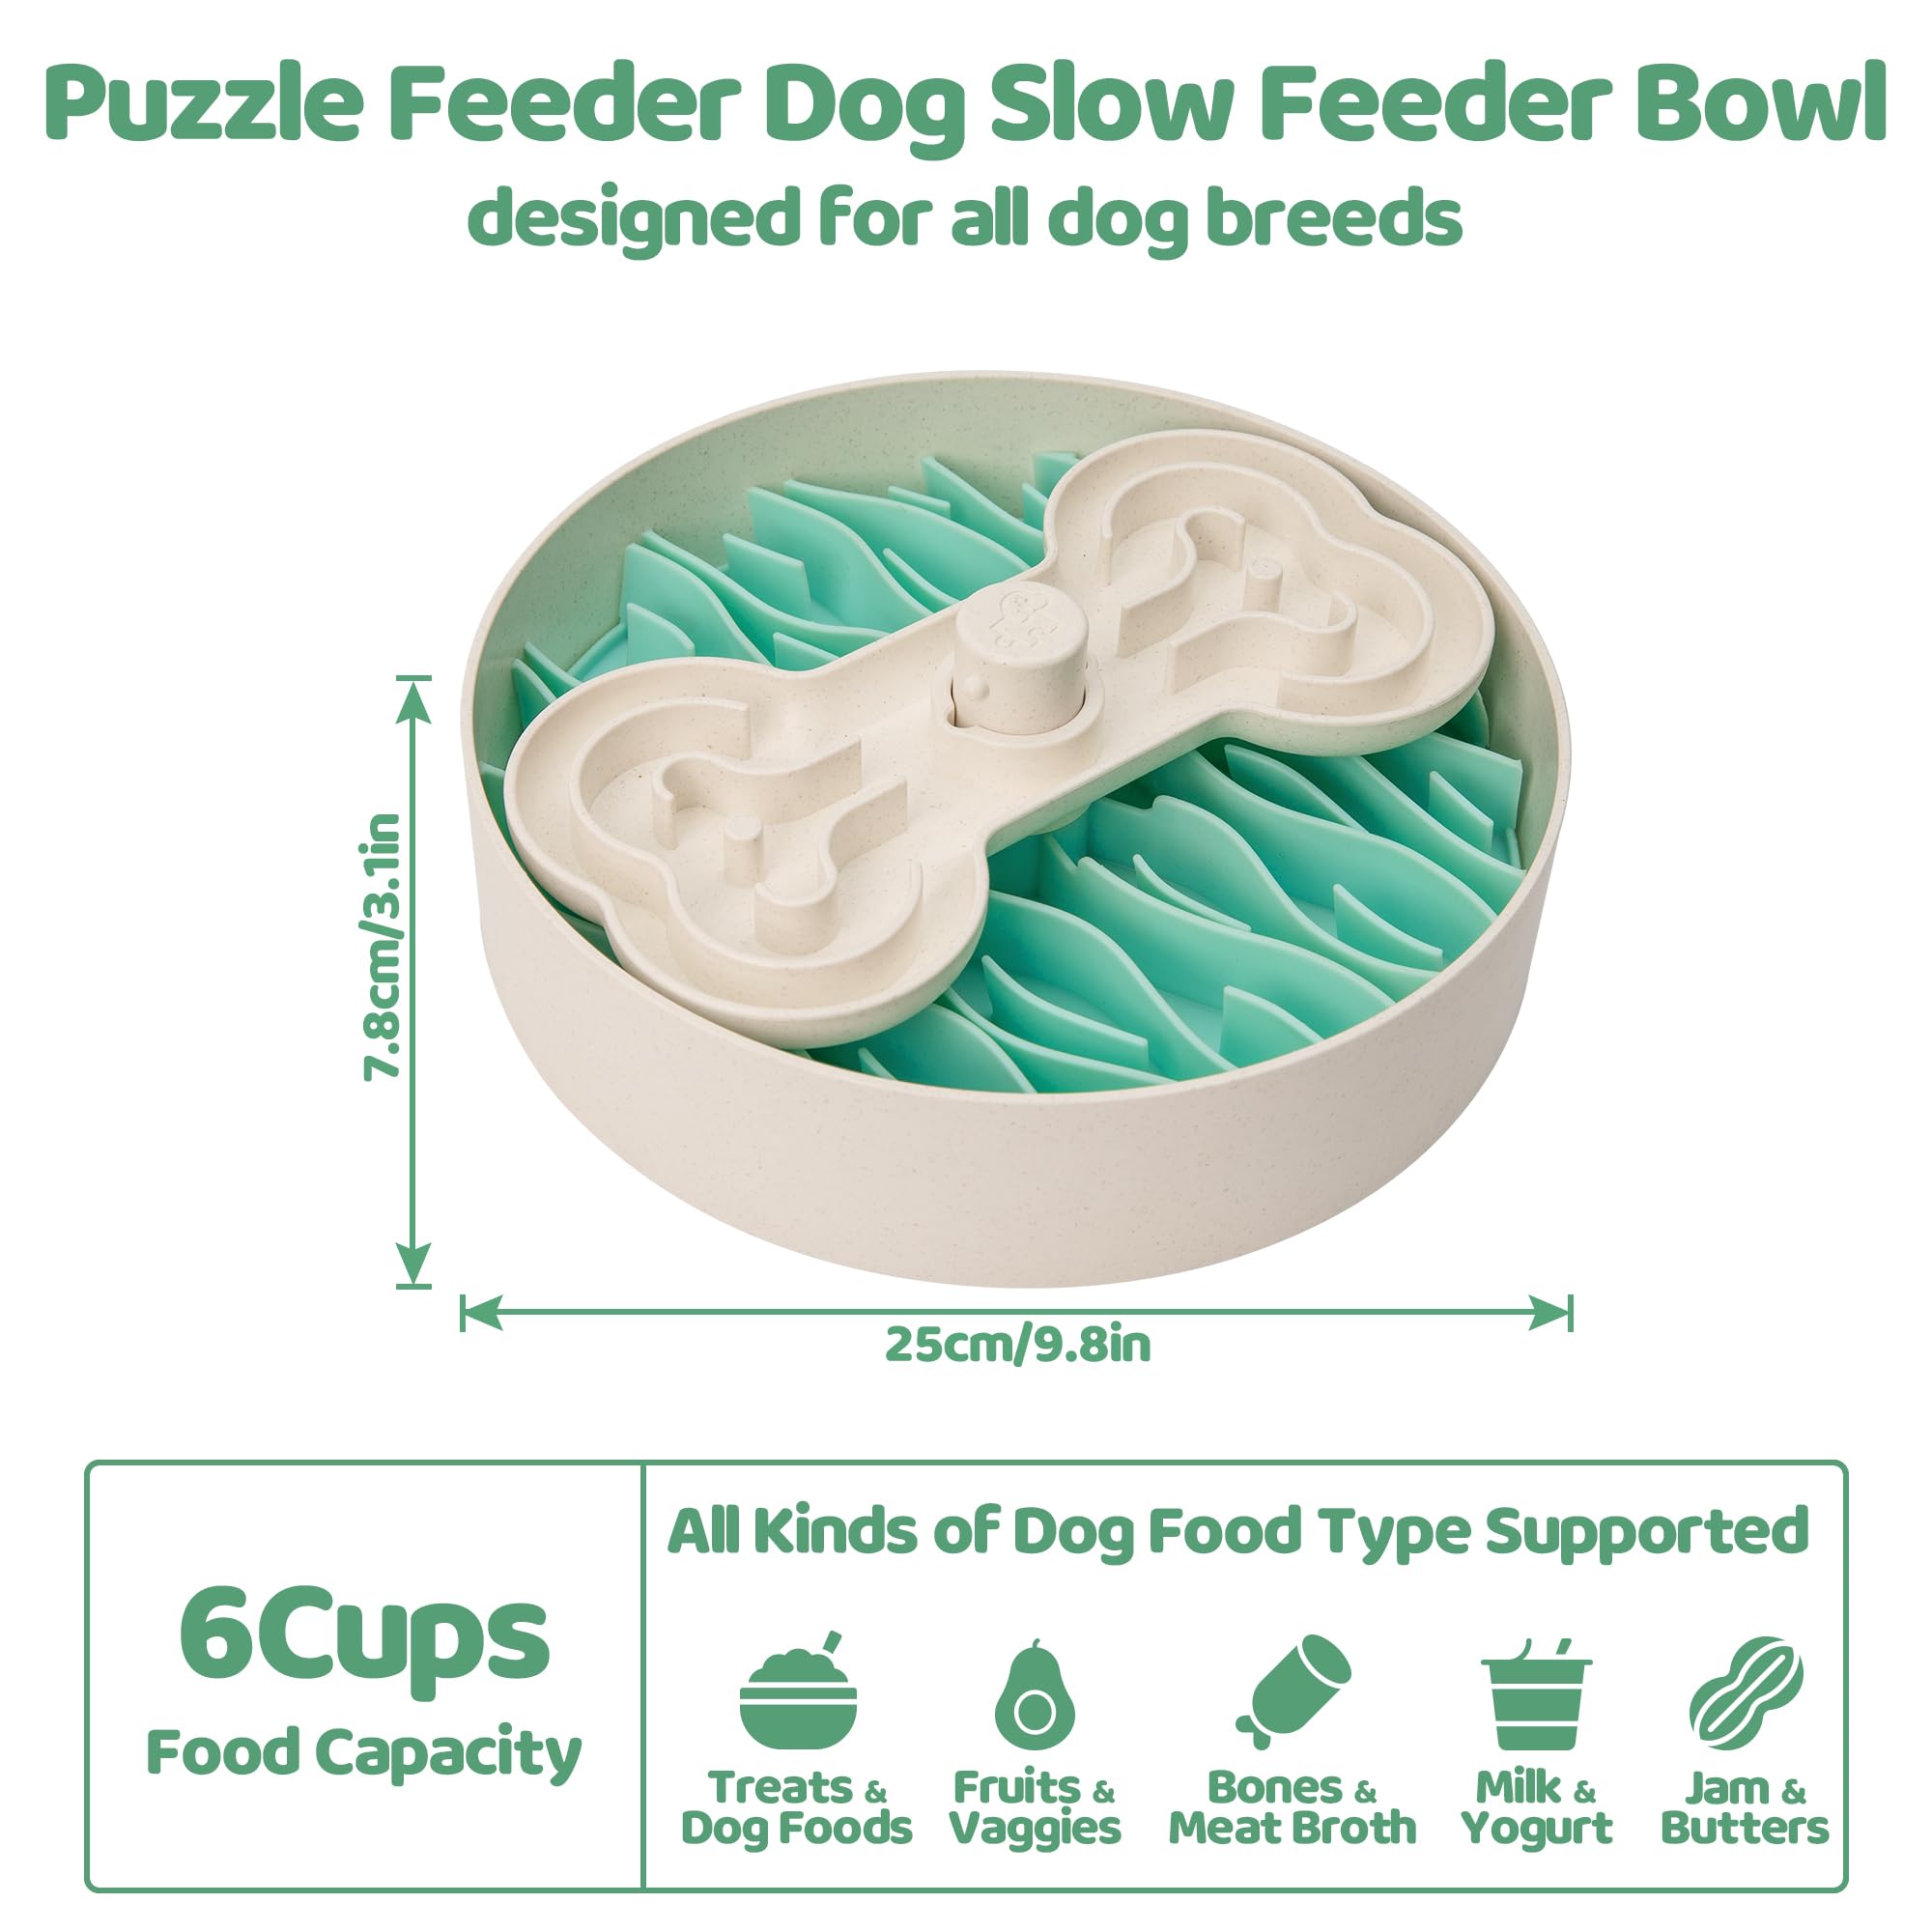 Puzzle Feeder Dog Slow Feeder Bowl
designed for all dog breeds
7.8cm/3.1in
25cm/9.8in
6Cups
Food Capacity
All Kinds of Dog Food Type Supported
Treats &
Dog Foods
Fruits &
Vaggies
Bones &
Meat Broth
Milk &
Yogurt
Jam &
Butters